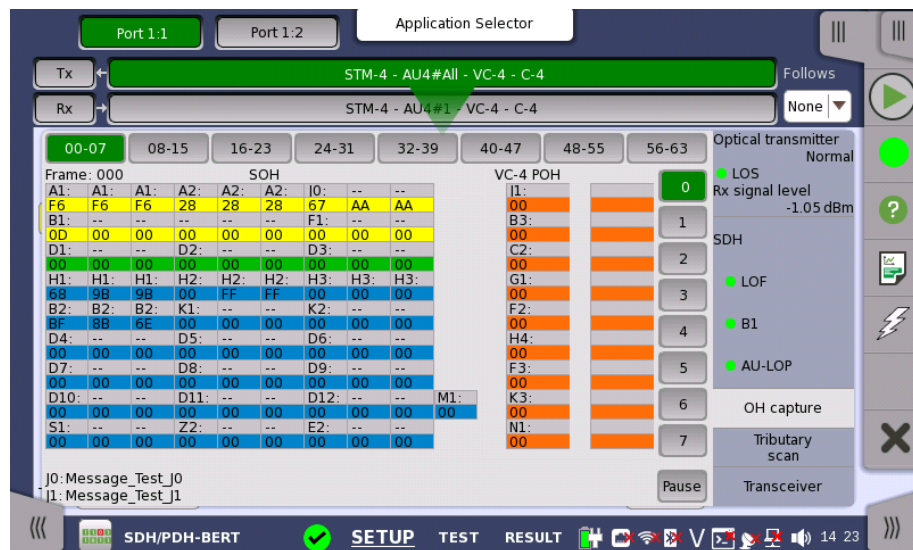 Application Selector
Port 1:1 Port 1:2
Tx STM-4 - AU4#All - VC-4 - C-4 Follows
Rx STM-4 - AU4#1 - VC-4 - C-4 None
00-07 08-15 16-23 24-31 32-39 40-47 48-55 56-63
Frame: 000 SOH VC-4 POH
A1: A1: A1: A2: A2: A2: J0: -- -- J1:
F6 F6 F6 28 28 28 67 AA AA 00
B1: -- -- -- -- -- F1: -- -- B3:
0D 00 00 00 00 00 00 00 00 00
D1: -- -- D2: -- -- D3: -- -- C2:
00 00 00 00 00 00 00 00 00 00
H1: H1: H1: H2: H2: H2: H3: H3: H3: G1:
68 9B 9B 00 FF FF 00 00 00 00
B2: B2: B2: K1: -- -- K2: -- -- F2:
BF 8B 6E 00 00 00 00 00 00 00
D4: -- -- D5: -- -- D6: -- -- H4:
00 00 00 00 00 00 00 00 00 00
D7: -- -- D8: -- -- D9: -- -- F3:
00 00 00 00 00 00 00 00 00 00
D10: -- -- D11: -- -- D12: -- -- M1: K3:
00 00 00 00 00 00 00 00 00 00 00
S1: -- -- Z2: -- -- E2: -- -- N1:
00 00 00 00 00 00 00 00 00 00
J0:Message_Test_J0
J1:Message_Test_J1
0
1
2
3
4
5
6
7
Pause
Optical transmitter
Normal
LOS
Rx signal level
-1.05 dBm
SDH
LOF
B1
AU-LOP
OH capture
Tributary
scan
Transceiver
SDH/PDH-BERT SETUP TEST RESULT V 14 23